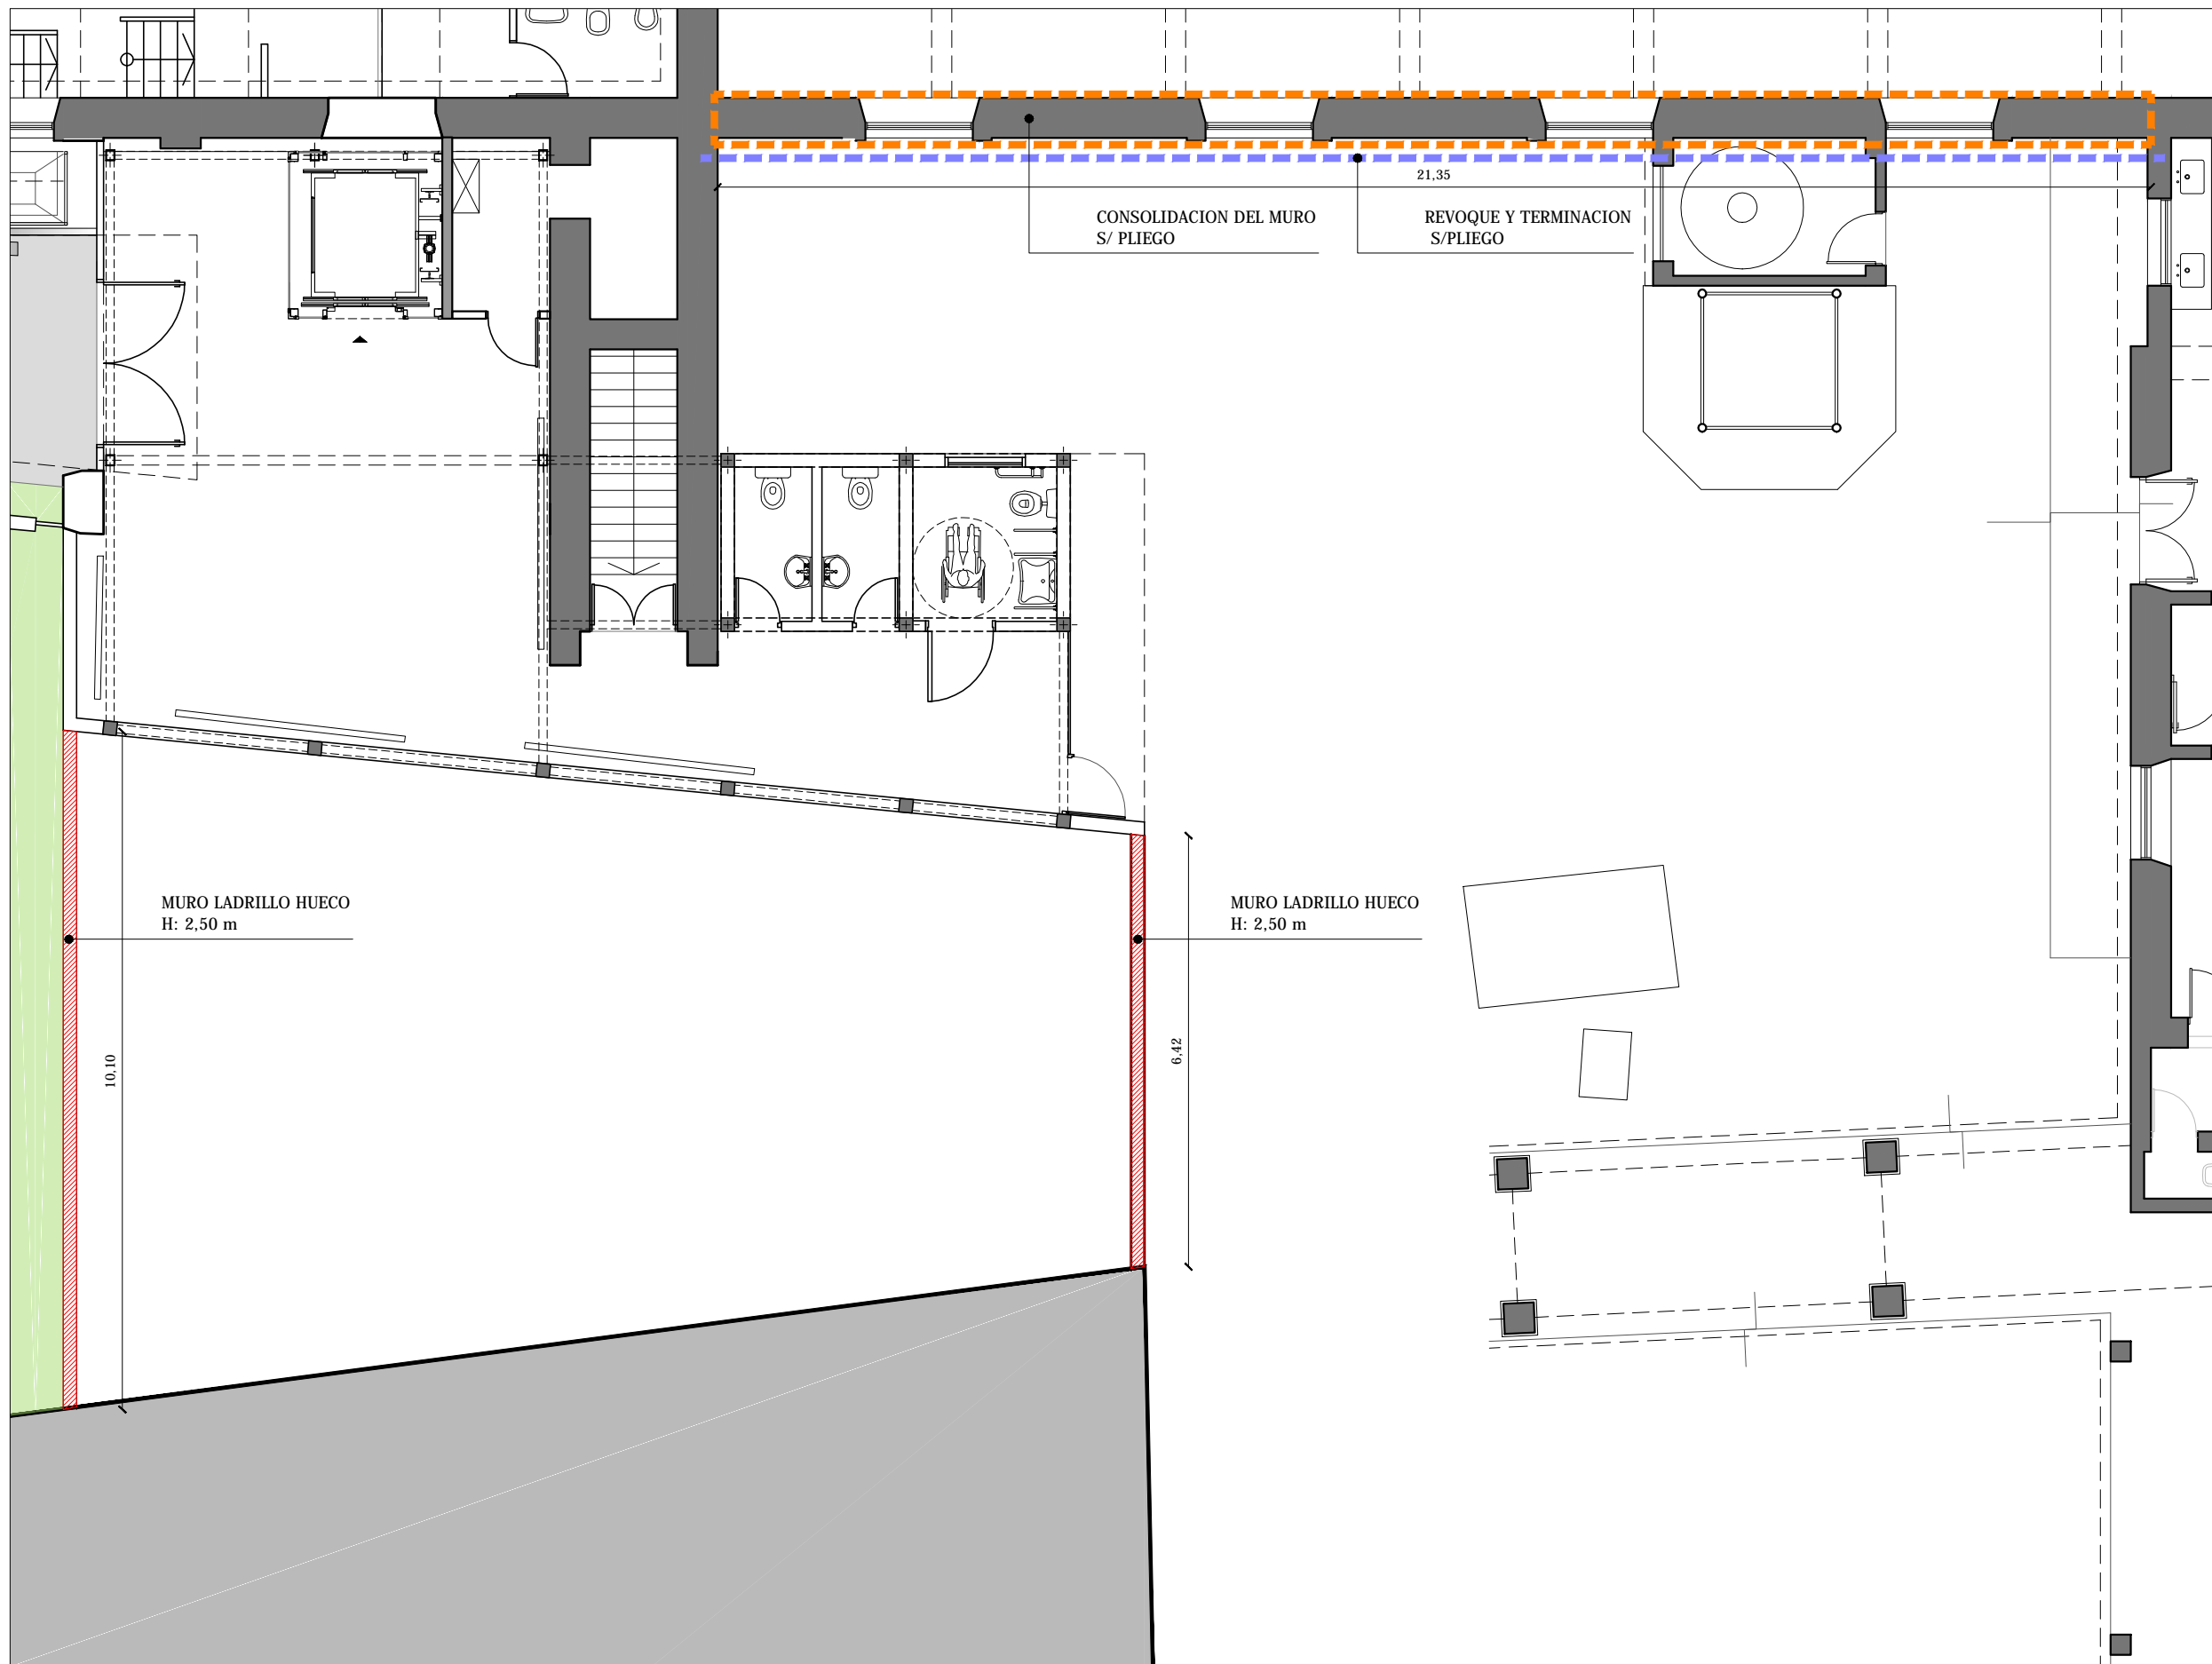 21,35
CONSOLIDACION DEL MURO
S/ PLIEGO
REVOQUE Y TERMINACION
S/PLIEGO
MURO LADRILLO HUECO
H: 2,50 m
MURO LADRILLO HUECO
H: 2,50 m
10,10
6,42